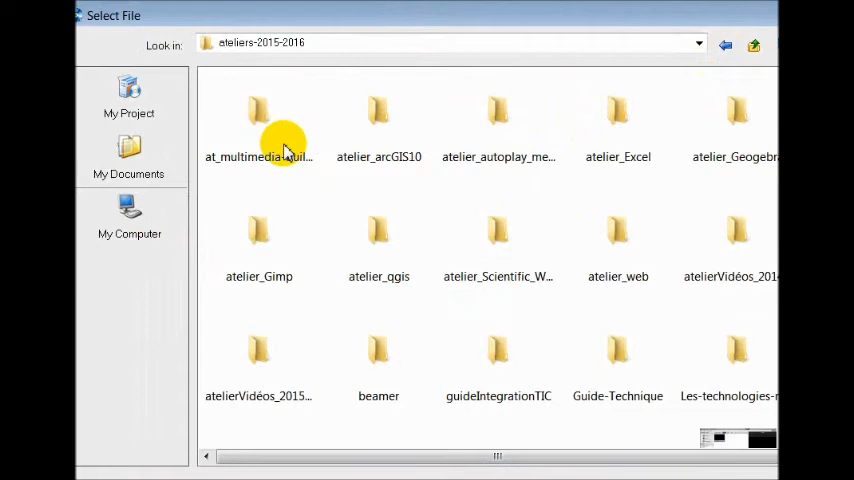 Select File
Look in:
ateliers-2015-2016
My Project
My Documents
My Computer
at_multimedia-
atelier_arcGIS10
atelier_autoplay_me...
atelier_Excel
atelier_Geogebra
atelier_Gimp
atelier_qgis
atelier_Scientific_W...
atelier_web
atelierVidéos_201
atelierVidéos_2015...
beamer
guideIntegrationTIC
Guide-Technique
Les-technologies-